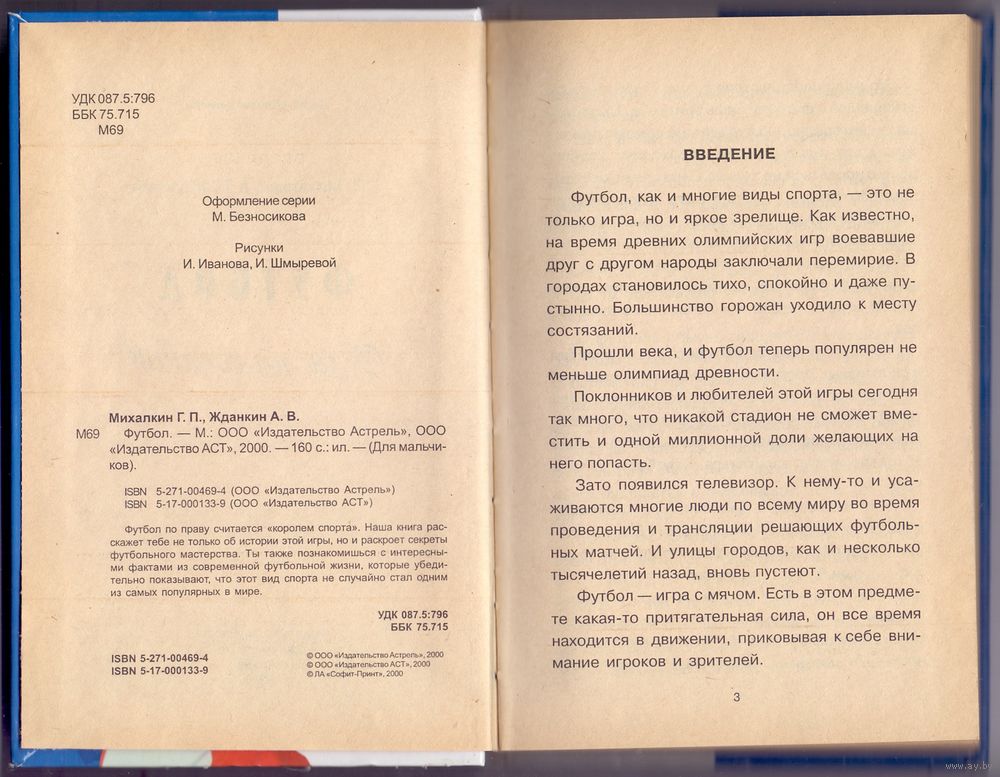 УДК 087.5:796
ББК 75.715
М69
Оформление серии
М. Безносикова
Рисунки
И. Иванова, И. Шмыревой
Михалкин Г. П., Жданкин А. В.
М69 Футбол. — М.: ООО «Издательство Астрель», ООО
«Издательство АСТ», 2000. — 160 с.: ил. — (Для мальчи-
ков).
ISBN 5-271-00469-4 (ООО «Издательство Астрель»)
ISBN 5-17-000133-9 (ООО «Издательство АСТ»)
Футбол по праву считается «королем спорта». Наша книга рас-
скажет тебе не только об истории этой игры, но и раскроет секреты
футбольного мастерства. Ты также познакомишься с интересны-
ми фактами из современной футбольной жизни, которые убеди-
тельно показывают, что этот вид спорта не случайно стал одним
из самых популярных в мире.
УДК 087.5:796
ББК 75.715
ISBN 5-271-00469-4
ISBN 5-17-000133-9
© ООО «Издательство Астрель», 2000
© ООО «Издательство АСТ», 2000
© ЛА «Софит-Принт», 2000
ВВЕДЕНИЕ
Футбол, как и многие виды спорта, — это не
только игра, но и яркое зрелище. Как известно,
на время древних олимпийских игр воевавшие
друг с другом народы заключали перемирие. В
городах становилось тихо, спокойно и даже пу-
стынно. Большинство горожан уходило к месту
состязаний.
Прошли века, и футбол теперь популярен не
меньше олимпиад древности.
Поклонников и любителей этой игры сегодня
так много, что никакой стадион не сможет вме-
стить и одной миллионной доли желающих на
него попасть.
Зато появился телевизор. К нему-то и уса-
живаются многие люди по всему миру во время
проведения и трансляции решающих футболь-
ных матчей. И улицы городов, как и несколько
тысячелетий назад, вновь пустеют.
Футбол — игра с мячом. Есть в этом предме-
те какая-то притягательная сила, он все время
находится в движении, приковывая к себе вни-
мание игроков и зрителей.
3
www.ay.by